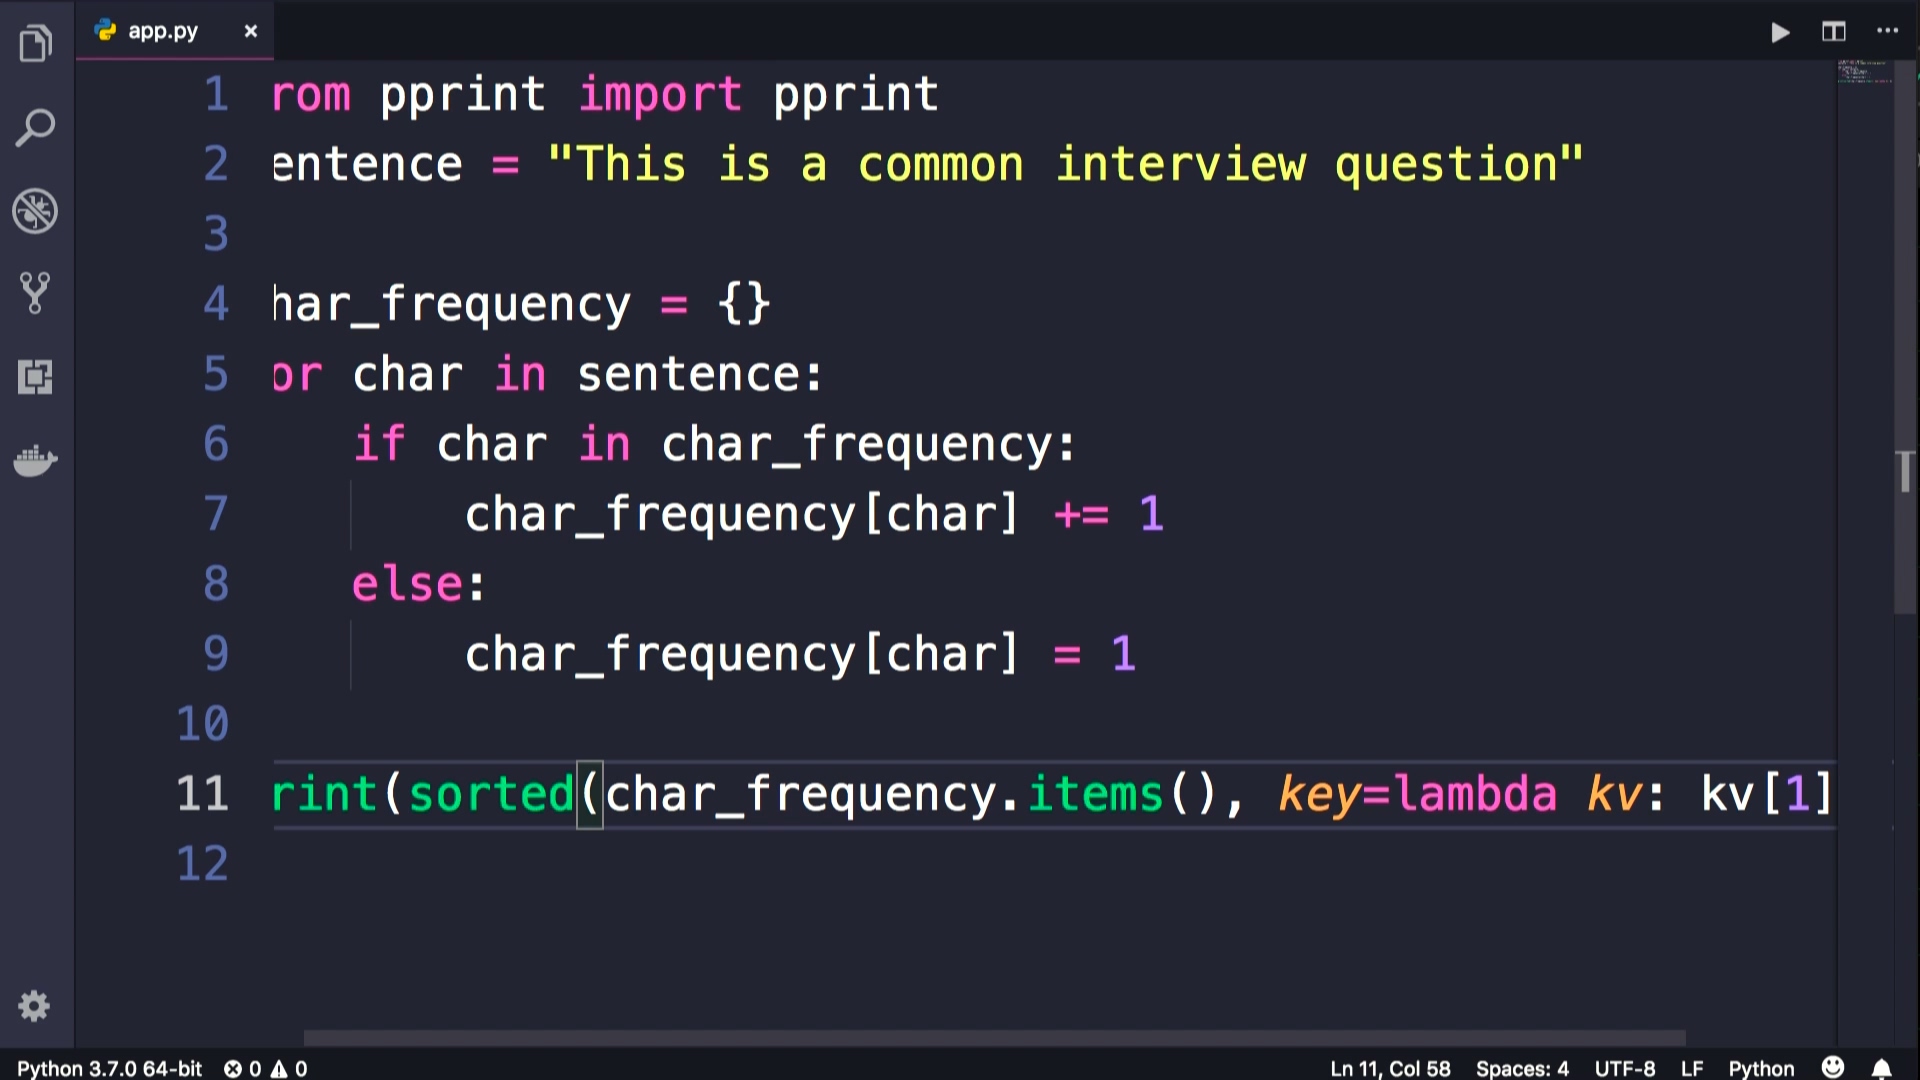 app.py
1 rom pprint import pprint
2 entence = "This is a common interview question"
3
4 har_frequency = {}
5 or char in sentence:
6 if char in char_frequency:
7 char_frequency[char] += 1
8 else:
9 char_frequency[char] = 1
10
11 rint(sorted(char_frequency.items(), key=lambda kv: kv[1]
12
Python 3.7.0 64-bit 0 0 Ln 11, Col 58 Spaces: 4 UTF-8 LF Python